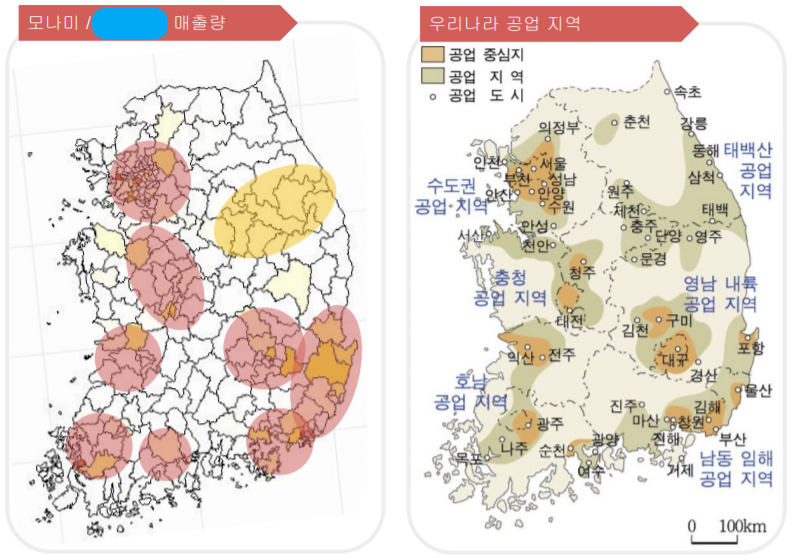 모나미 / 매출량
우리나라 공업 지역
공업 중심지
공업 지 역
공업 도 시
속초
춘천
강릉
의정부
동해
태백산
공업
지역
인천
서울
부천
성남
삼척
수도권
공업 지역
안산
안양
수원
원주
제천
태백
서산
안성
천안
충주
단양
영주
문경
청주
충청
공업 지역
영남 내륙
공업 지역
대전
김천
구미
포항
익산
전주
대구
경산
호남
공업 지역
울산
진주
김해
마산
창원
광주
나주
순천
광양
진해
부산
목포
여수
거제
남동 임해
공업 지역
0 100km